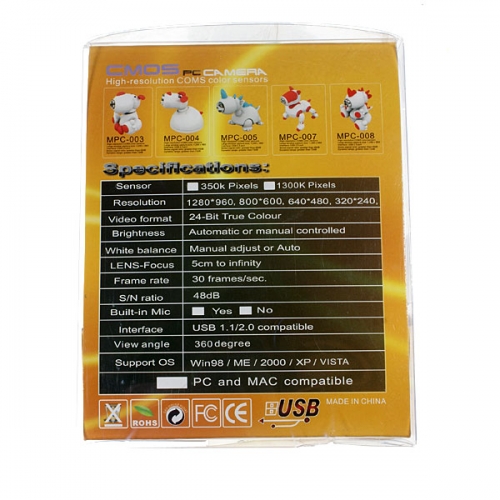 CMOS PC CAMERA
High-resolution COMS color sensors
MPC-003 MPC-004 MPC-005 MPC-007 MPC-008
Specifications:
Sensor 350k Pixels 1300K Pixels
Resolution 1280*960, 800*600, 640*480, 320*240,
Video format 24-Bit True Colour
Brightness Automatic or manual controlled
White balance Manual adjust or Auto
LENS-Focus 5cm to infinity
Frame rate 30 frames/sec.
S/N ratio 48dB
Built-in Mic Yes No
Interface USB 1.1/2.0 compatible
View angle 360degree
Support OS Win98 / ME / 2000 / XP / VISTA
PC and MAC compatible
ROHS FC CE USB MADE IN CHINA